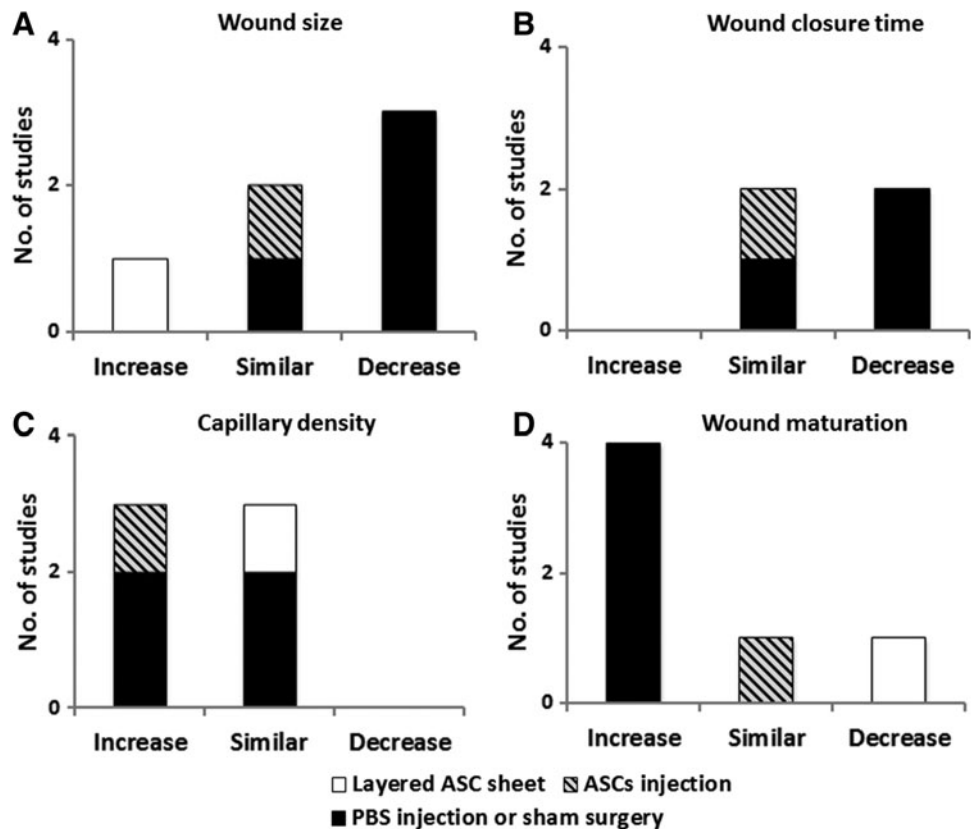 A
Wound size
No. of studies
4
2
0
Increase Similar Decrease
B
Wound closure time
No. of studies
4
2
0
Increase Similar Decrease
C
Capillary density
No. of studies
4
2
0
Increase Similar Decrease
D
Wound maturation
No. of studies
4
2
0
Increase Similar Decrease
Layered ASC sheet ASCs injection
PBS injection or sham surgery